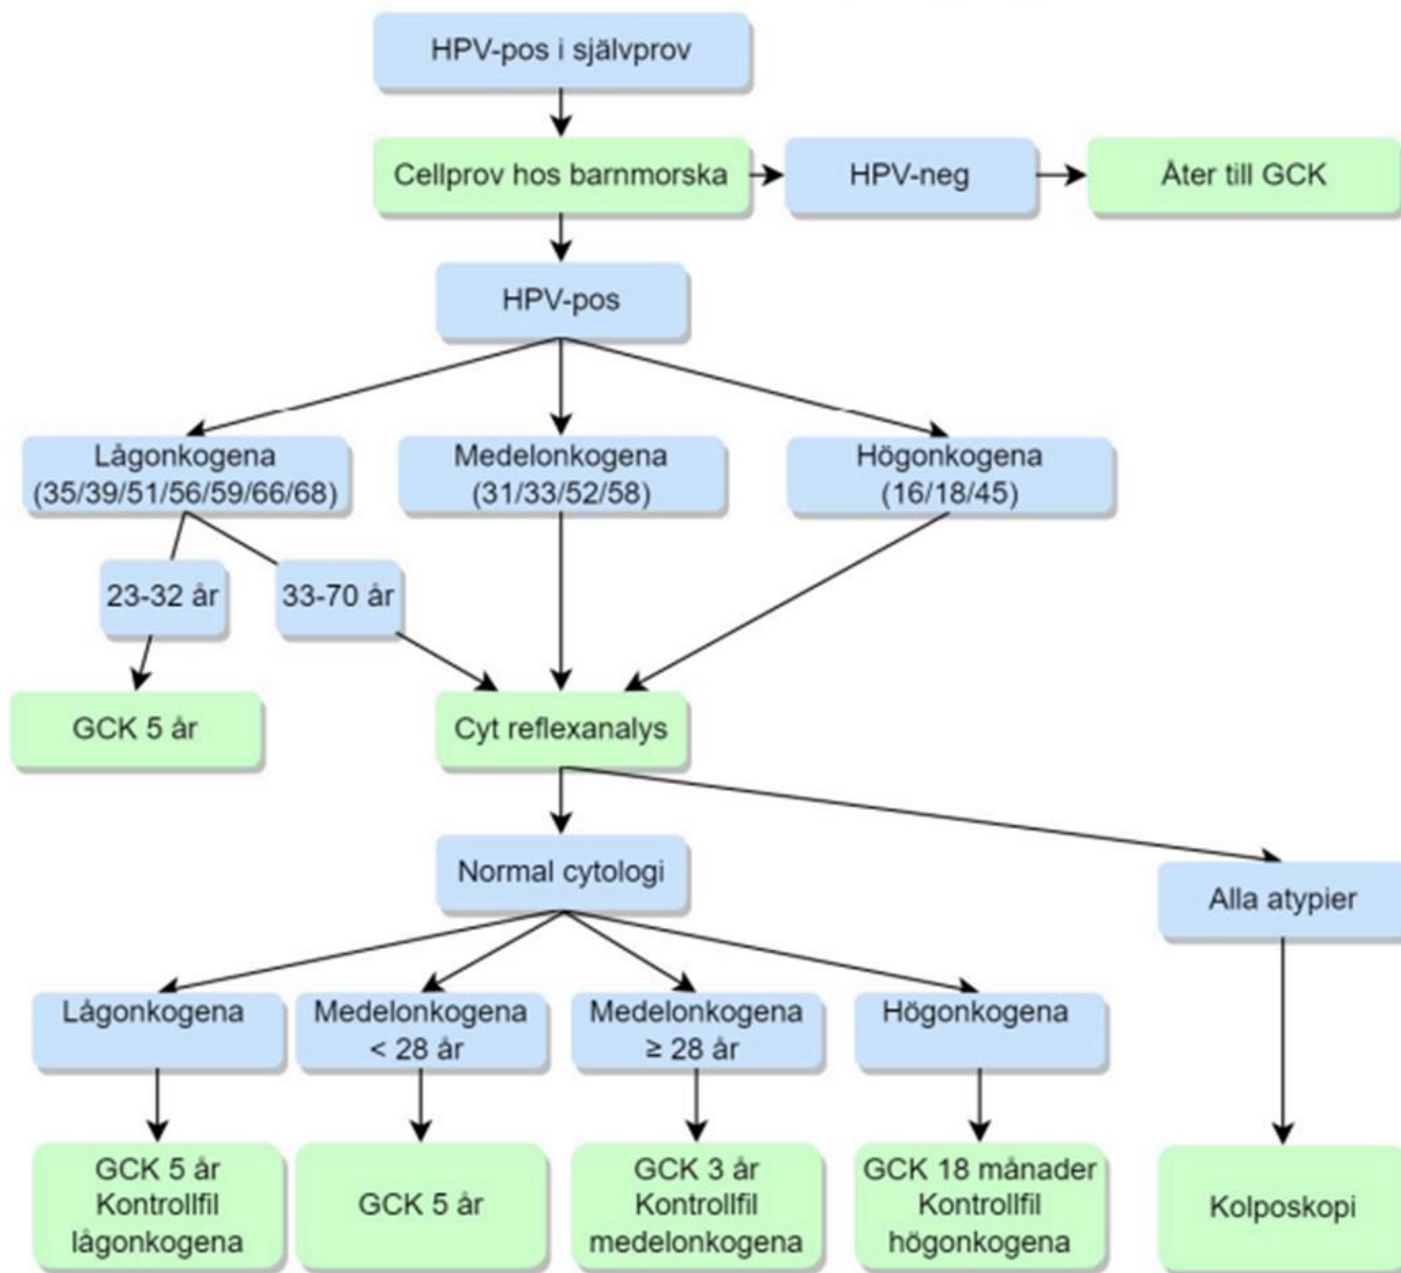 HPV-pos i självprov
Cellprov hos barnmorska
HPV-neg
Åter till GCK
HPV-pos
Lågonkogena
(35/39/51/56/59/66/68)
Medelonkogena
(31/33/52/58)
Högonkogena
(16/18/45)
23-32 år
33-70 år
GCK 5 år
Cyt reflexanalys
Normal cytologi
Alla atypier
Lågonkogena
Medelonkogena
< 28 år
Medelonkogena
≥ 28 år
Högonkogena
GCK 5 år
Kontrollfil
lågonkogena
GCK 5 år
GCK 3 år
Kontrollfil
medelonkogena
GCK 18 månader
Kontrollfil
högonkogena
Kolposkopi